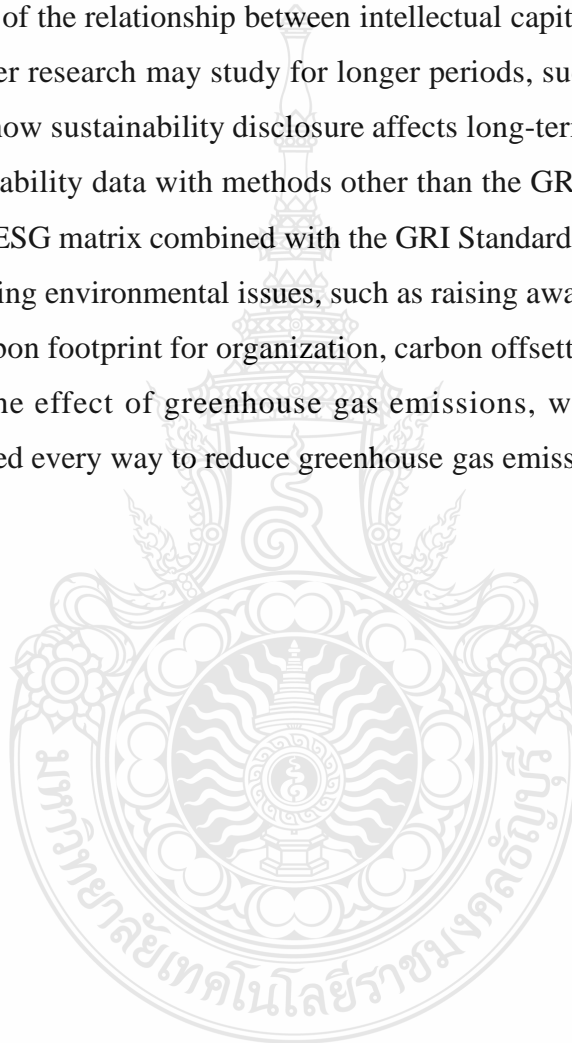 of the relationship between intellectual capit
er research may study for longer periods, su
how sustainability disclosure affects long-ter
ability data with methods other than the GR
ESG matrix combined with the GRI Standard
ing environmental issues, such as raising awa
bon footprint for organization, carbon offsett
he effect of greenhouse gas emissions, w
ed every way to reduce greenhouse gas emiss
มหาวิทยาลัยเทคโนโลยีราชมงคลธัญบุรี